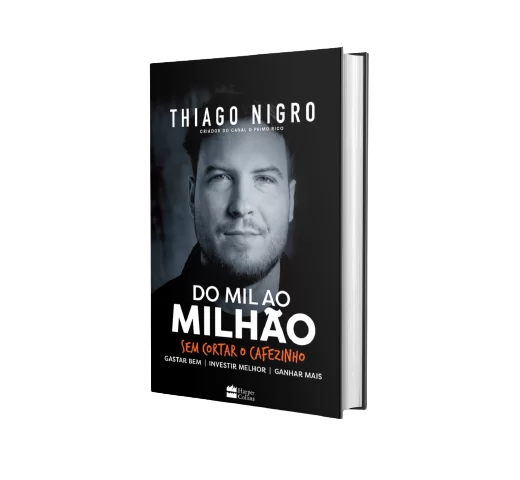 THIAGO NIGRO
CRIADOR DO CANAL O PRIMO RICO
DO MIL AO
MILHÃO
SEM CORTAR O CAFEZINHO
GASTAR BEM | INVESTIR MELHOR | GANHAR MAIS
Harper
Collins